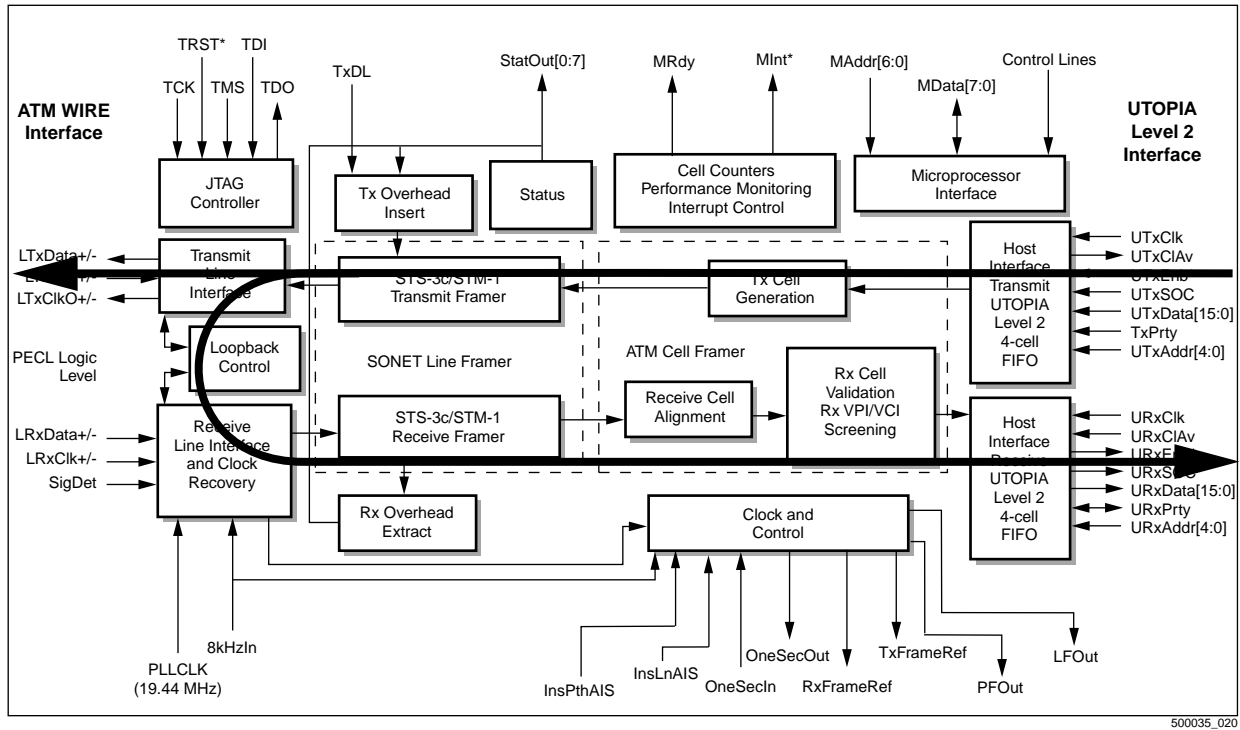 TRST*
TDI
TCK
TMS
TDO
TxDL
StatOut[0:7]
MRdy
MInt*
MAddr[6:0]
MData[7:0]
Control Lines
ATM WIRE
Interface
UTOPIA
Level 2
Interface
JTAG
Controller
Tx Overhead
Insert
Status
Cell Counters
Performance Monitoring
Interrupt Control
Microprocessor
Interface
LTxData+/-
LTxClkO+/-
Transmit
Line
Interface
STS-3c/STM-1
Transmit Framer
Tx Cell
Generation
Host
Interface
Transmit
UTOPIA
Level 2
4-cell
FIFO
UTxClk
UTxClAv
UTxEnb
UTxSOC
UTxData[15:0]
TxPrty
UTxAddr[4:0]
PECL Logic
Level
Loopback
Control
SONET Line Framer
ATM Cell Framer
Receive Cell
Alignment
Rx Cell
Validation
Rx VPI/VCI
Screening
LRxData+/-
LRxClk+/-
SigDet
Receive
Line Interface
and Clock
Recovery
STS-3c/STM-1
Receive Framer
Host
Interface
Receive
UTOPIA
Level 2
4-cell
FIFO
URxClk
URxClAv
URxSOC
URxData[15:0]
URxPrty
URxAddr[4:0]
Rx Overhead
Extract
Clock and
Control
PLLCLK
(19.44 MHz)
8kHzIn
InsPthAIS
InsLnAIS
OneSecIn
OneSecOut
RxFrameRef
TxFrameRef
PFOut
LFOut
500035_020